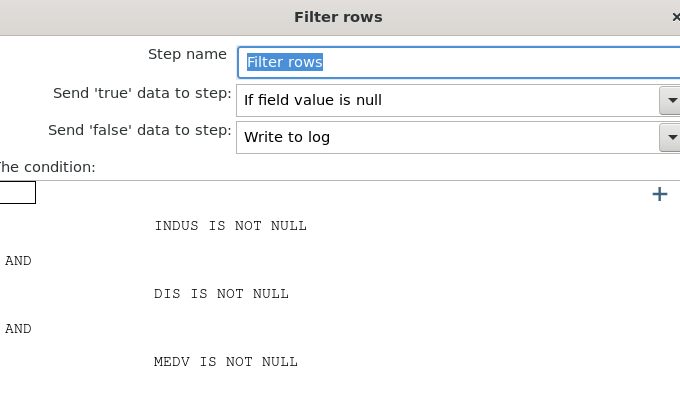 Filter rows
Step name Filter rows
Send 'true' data to step: If field value is null
Send 'false' data to step: Write to log
The condition:
INDUS IS NOT NULL
AND
DIS IS NOT NULL
AND
MEDV IS NOT NULL